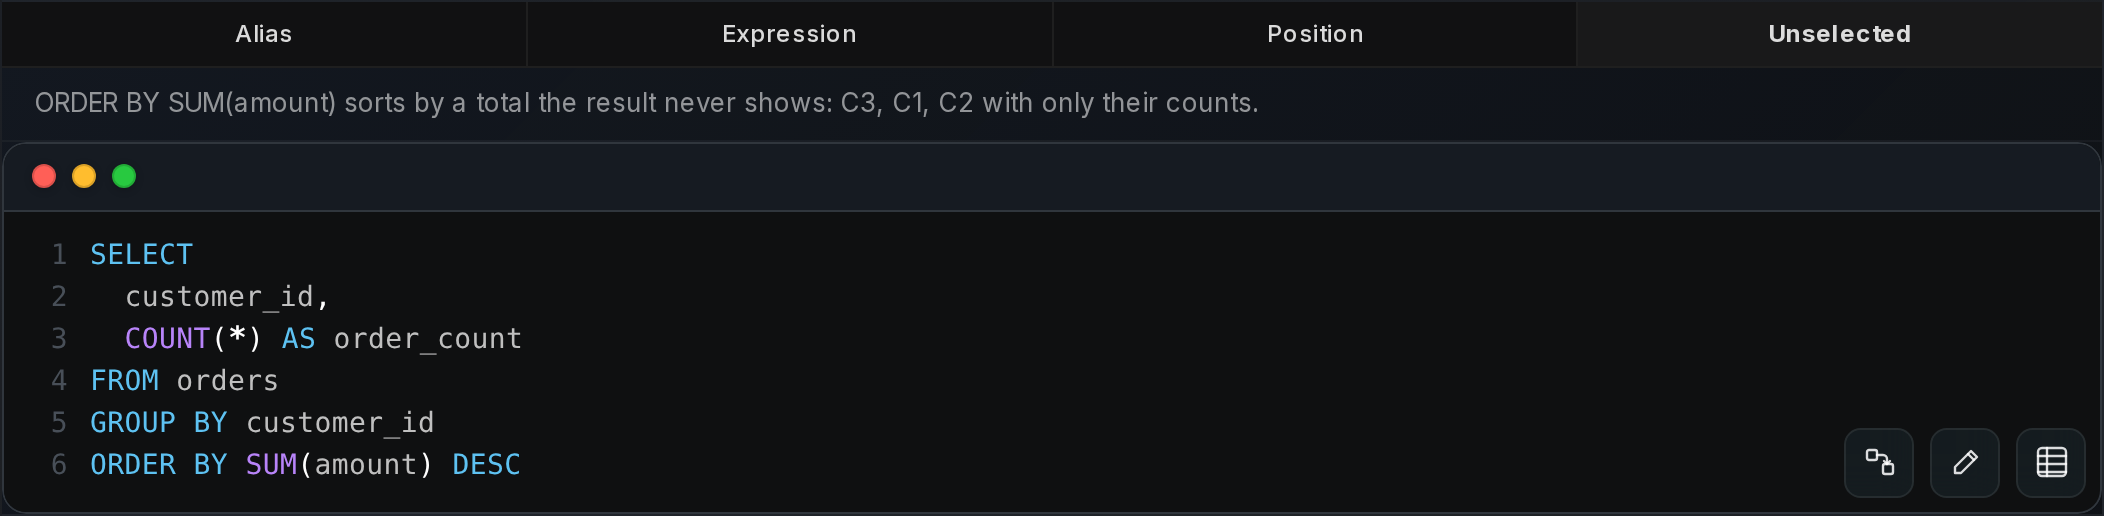 Alias
Expression
Position
Unselected
ORDER BY SUM(amount) sorts by a total the result never shows: C3, C1, C2 with only their counts.
1 SELECT
2   customer_id,
3   COUNT(*) AS order_count
4 FROM orders
5 GROUP BY customer_id
6 ORDER BY SUM(amount) DESC